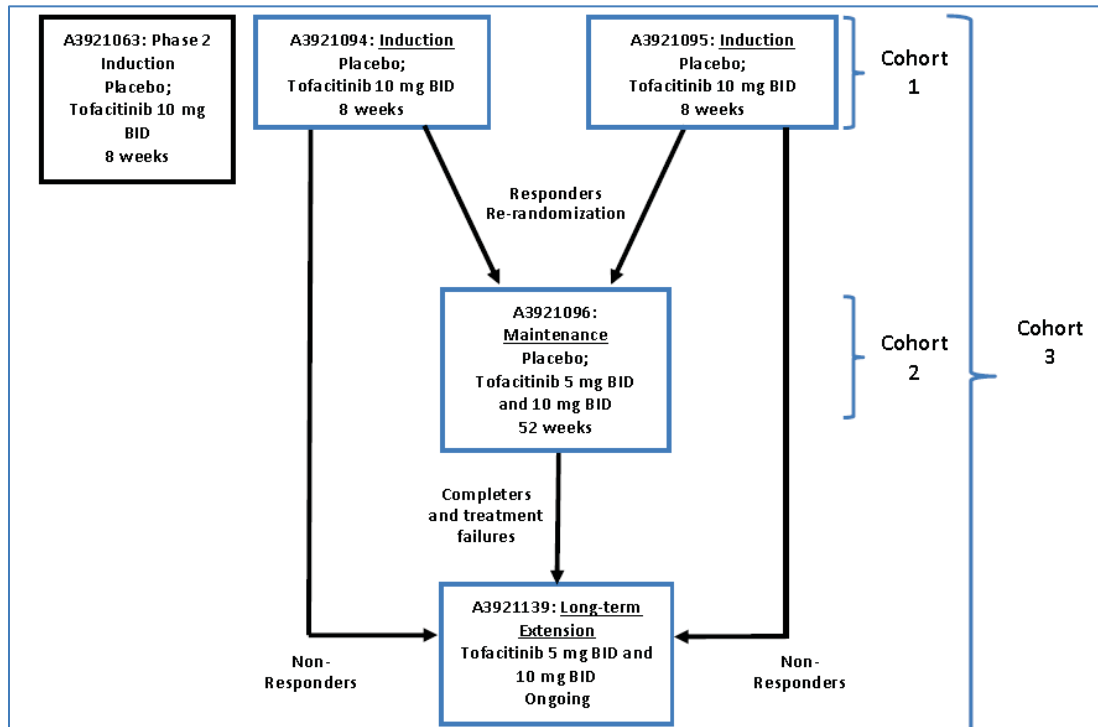 A3921063: Phase 2
Induction
Placebo;
Tofacitinib 10 mg
BID
8 weeks
A3921094: Induction
Placebo;
Tofacitinib 10 mg BID
8 weeks
A3921095: Induction
Placebo;
Tofacitinib 10 mg BID
8 weeks
Cohort
1
Responders
Re-randomization
A3921096:
Maintenance
Placebo;
Tofacitinib 5 mg BID
and 10 mg BID
52 weeks
Cohort
2
Cohort
3
Completers
and treatment
failures
A3921139: Long-term
Extension
Tofacitinib 5 mg BID and
10 mg BID
Ongoing
Non-
Responders
Non-
Responders